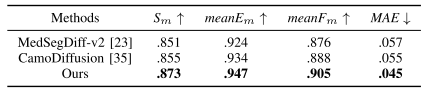 Methods S_m ↑ meanE_m ↑ meanF_m ↑ MAE ↓
MedSegDiff-v2 [23] .851 .924 .876 .057
CamoDiffusion [35] .855 .934 .888 .055
Ours .873 .947 .905 .045